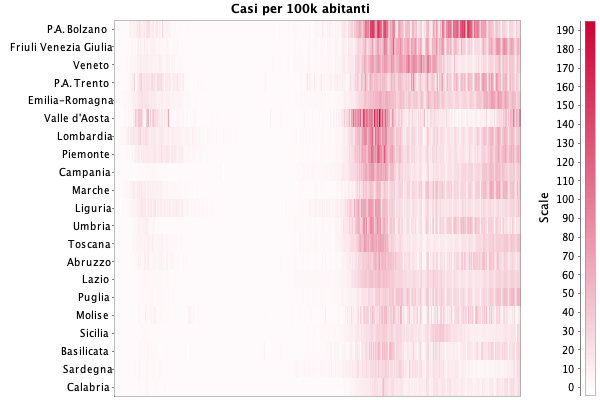 Casi per 100k abitanti
P.A. Bolzano
Friuli Venezia Giulia
Veneto
P.A. Trento
Emilia-Romagna
Valle d'Aosta
Lombardia
Piemonte
Campania
Marche
Liguria
Umbria
Toscana
Abruzzo
Lazio
Puglia
Molise
Sicilia
Basilicata
Sardegna
Calabria
Scale
190
180
170
160
150
140
130
120
110
100
90
80
70
60
50
40
30
20
10
0